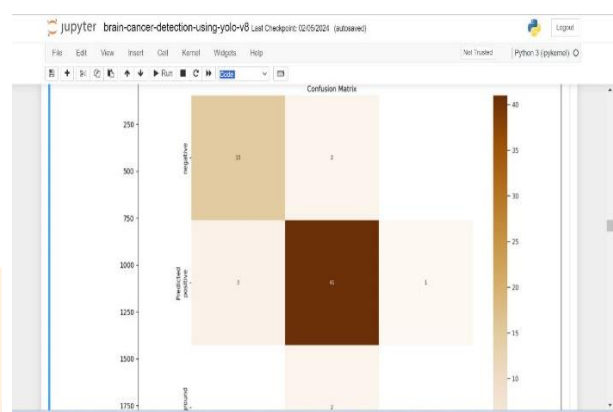 jupyter brain-cancer-detection-using-yolo-v8 Last Checkpoint: 02/05/2024 (autosaved)
Logout
File Edit View Insert Cell Kernel Widgets Help
Not Trusted
Python 3 (ipykernel)
Run
Code
Confusion Matrix
250
500
750
1000
1250
1500
1750
negative
Predicted
positive
41
1
2
40
35
30
25
20
15
10